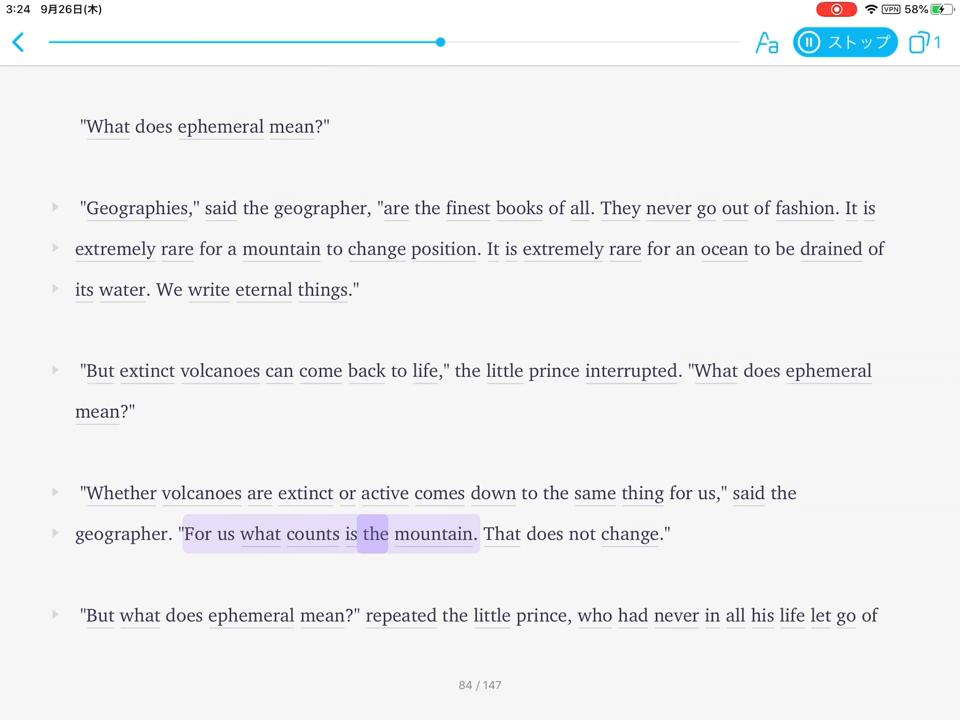 3:24 9月26日(木)
VPN 58%
Aa ストップ 1
"What does ephemeral mean?"
"Geographies," said the geographer, "are the finest books of all. They never go out of fashion. It is
extremely rare for a mountain to change position. It is extremely rare for an ocean to be drained of
its water. We write eternal things."
"But extinct volcanoes can come back to life," the little prince interrupted. "What does ephemeral
mean?"
"Whether volcanoes are extinct or active comes down to the same thing for us," said the
geographer. "For us what counts is the mountain. That does not change."
"But what does ephemeral mean?" repeated the little prince, who had never in all his life let go of
84 / 147